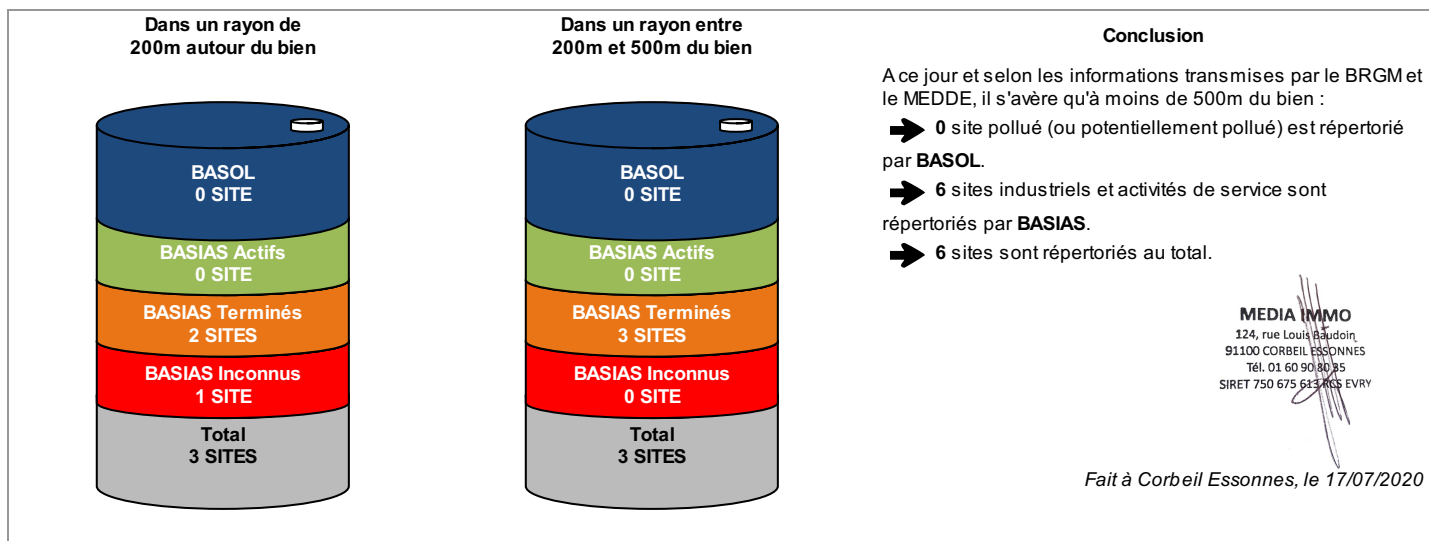 Dans un rayon de
200m autour du bien
BASOL
0 SITE
BASIAS Actifs
0 SITE
BASIAS Terminés
2 SITES
BASIAS Inconnus
1 SITE
Total
3 SITES
Dans un rayon entre
200m et 500m du bien
BASOL
0 SITE
BASIAS Actifs
0 SITE
BASIAS Terminés
3 SITES
BASIAS Inconnus
0 SITE
Total
3 SITES
Conclusion
A ce jour et selon les informations transmises par le BRGM et
le MEDDE, il s'avère qu'à moins de 500m du bien :
0 site pollué (ou potentiellement pollué) est répertorié
par BASOL.
6 sites industriels et activités de service sont
répertoriés par BASIAS.
6 sites sont répertoriés au total.
MEDIA IMMO
124, rue Louis Baudoin
91100 CORBEIL ESSONNES
Tél. 01 60 90 80 85
SIRET 750 675 613 RCS EVRY
Fait à Corbeil Essonnes, le 17/07/2020